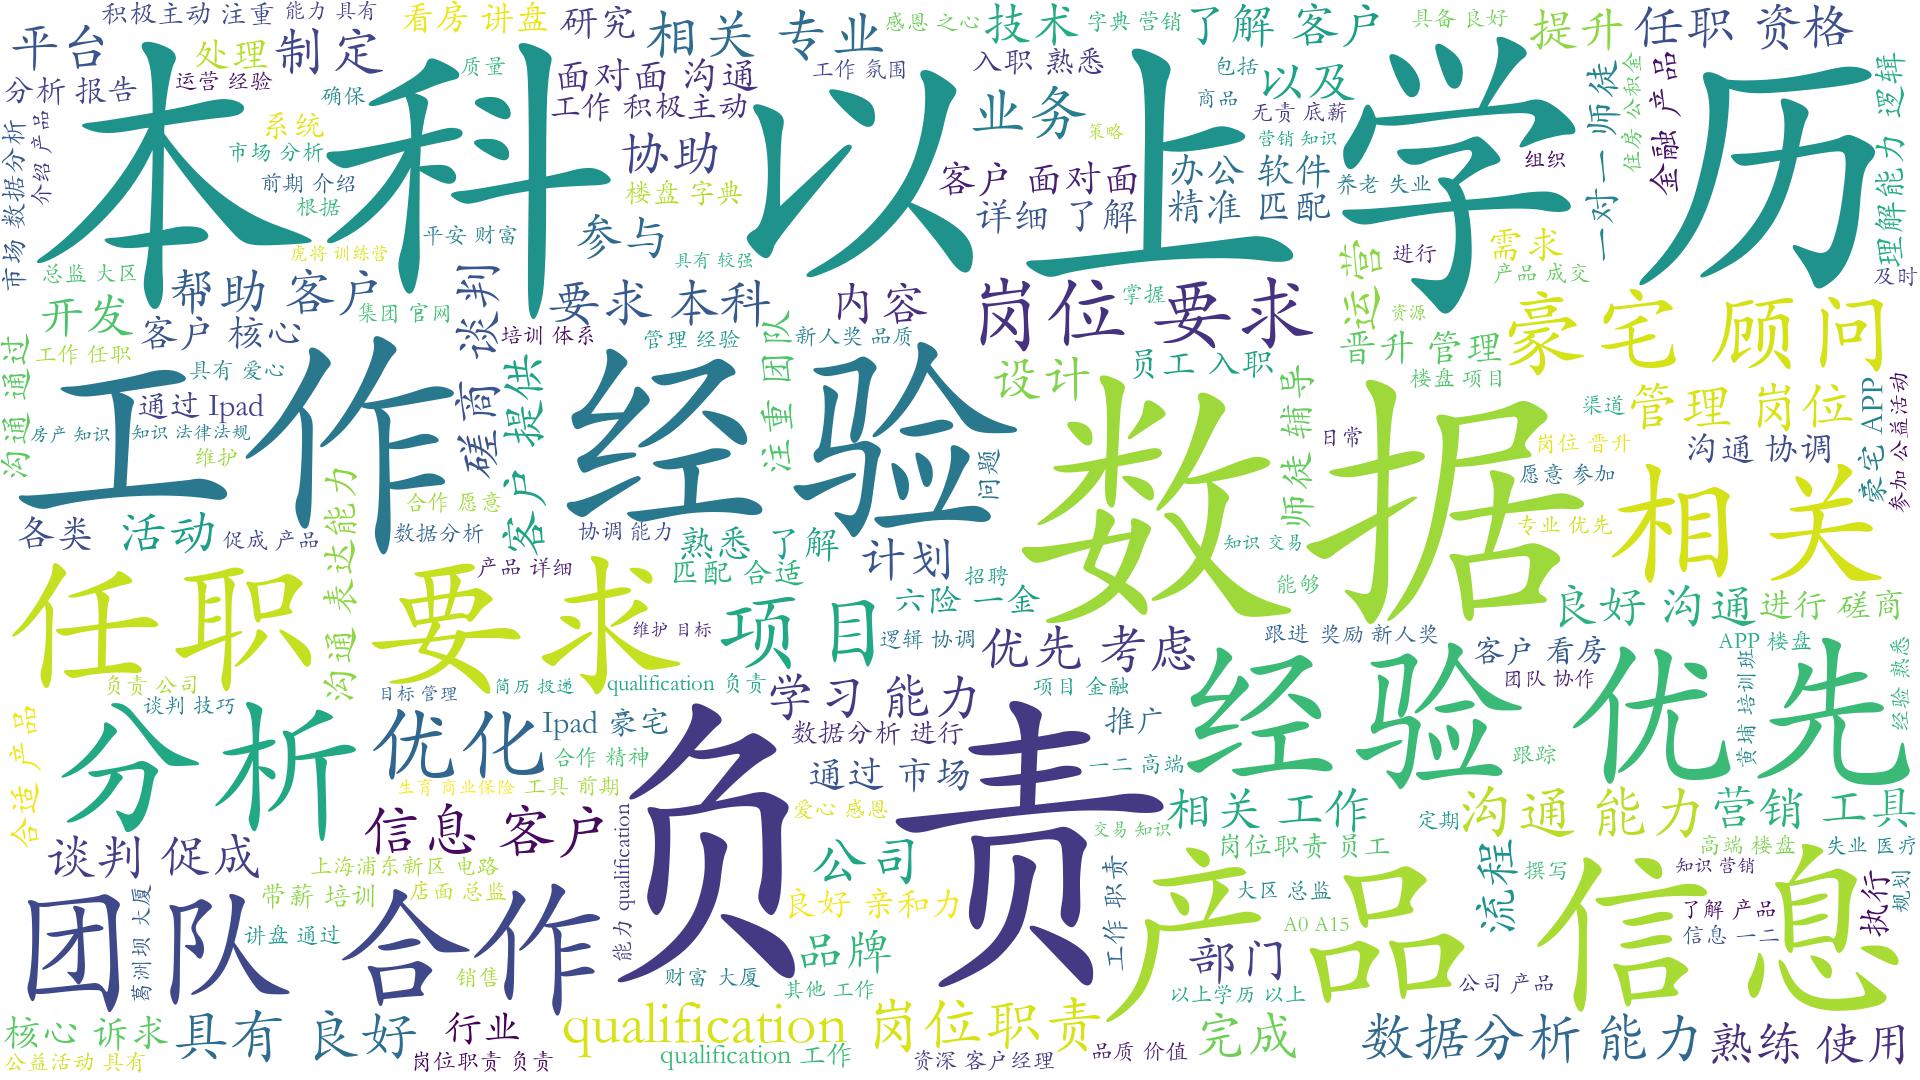 积极主动 注重
能力 具有
看房 讲盘
研究
相关 专业
感恩 之心
技术
字典 营销
了解 客户
具备 良好
提升
任职 资格
平台
处理
制定
质量
面对面 沟通
工作 氛围
入职 熟悉
包括
以及
一对一 师徒
住房 公积金
金融 产品
理解能力 逻辑
分析 报告
运营 经验
确保
工作 积极主动
业务
商品
无责 底薪
本科 以上学历
市场 数据分析
介绍 产品
系统
市场 分析
前期 介绍
根据
协助
楼盘 字典
策略
营销 知识
客户 面对面
办公 软件
组织
详细 了解
精准 匹配
养老 失业
参与
平安 财富
虎将 训练营
具有 较强
进行
需求
产品 成交
及时
总监 大区
帮助 客户
谈判
要求 本科
内容
掌握
岗位 要求
运营
资源
豪宅 顾问
开发
客户 核心
集团 官网
培训 体系
管理 经验
注重 团队
新人奖 品质
员工 入职
晋升 管理
工作 任职
具有 爱心
沟通 通过
通过 Ipad
磋商
客户 提供
设计
师徒 辅导
楼盘 项目
工作 经验
数据
房产 知识
知识 法律法规
维护
日常
渠道
管理 岗位
豪宅 APP
参加 公益活动
岗位 晋升
沟通 协调
问题
愿意 参加
沟通 表达能力
合作 愿意
各类
活动
促成 产品
数据分析
协调 能力
熟悉 了解
计划
知识 交易
专业 优先
相关
产品 详细
匹配 合适
招聘
六险 一金
能够
良好 沟通
进行 磋商
任职 要求
维护 目标
项目
逻辑 协调
优先 考虑
跟进 奖励
新人奖
客户 看房
APP 楼盘
团队 协作
黄埔 培训班
经验 熟悉
负责 公司
谈判 技巧
目标 管理
简历 投递
qualification 负责
学习 能力
项目 金融
经验 优先
合适 产品
分析
优化
Ipad 豪宅
合作 精神
数据分析 进行
推广
跟踪
通过 市场
一二 高端
生育 商业保险
工具 前期
能力 qualification
负责
信息 客户
爱心 感恩
交易 知识
相关 工作
定期
沟通 能力
营销 工具
谈判 促成
上海浦东新区 电路
公司
岗位职责 员工
流程
高端 楼盘
失业 医疗
撰写
知识 营销
执行
规划
团队 合作
葛洲坝 大厦
带薪 培训
店面 总监
良好 亲和力
工作 职责
产品
信息
大区 总监
A0 A15
了解 产品
信息 一二
讲盘 通过
销售
财富 大厦
品牌
其他 工作
部门
以上学历 以上
公司 产品
核心 诉求
具有 良好
行业
qualification 岗位职责
完成
数据分析 能力
熟练 使用
公益活动 具有
岗位职责 负责
qualification 工作
资深 客户经理
品质 价值